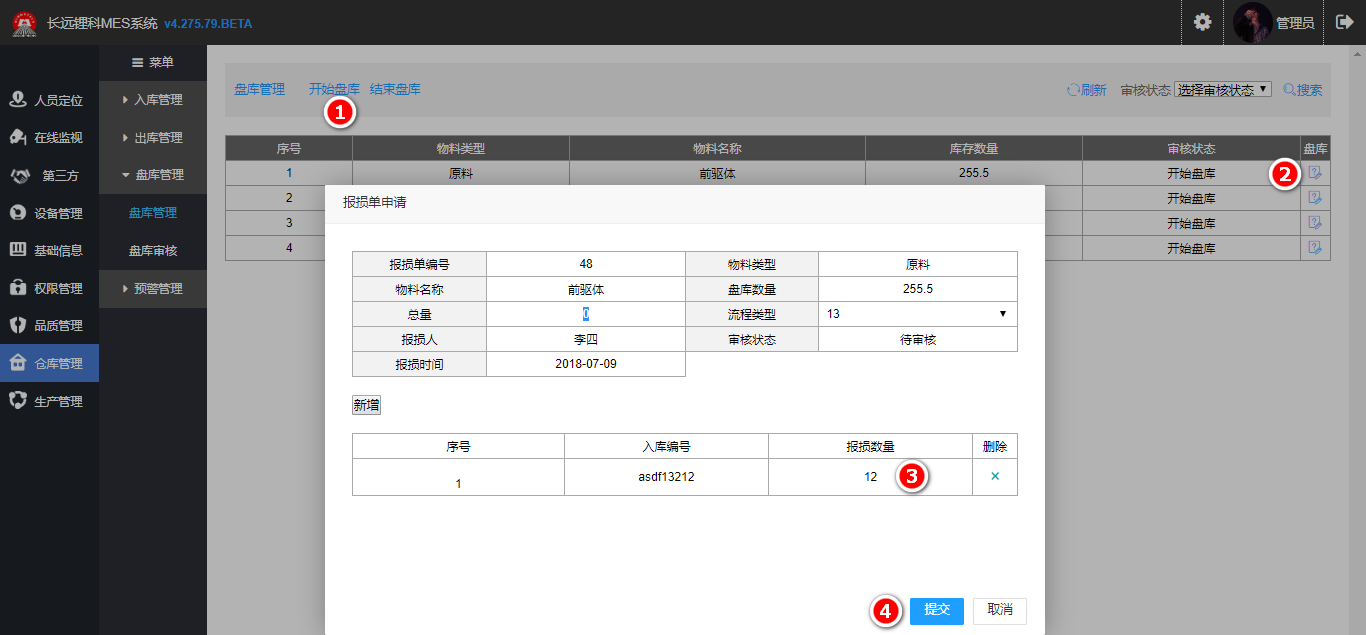 长远锂科MES系统 v4.275.79.BETA
管理员
菜单
人员定位
在线监视
第三方
设备管理
基础信息
权限管理
品质管理
仓库管理
生产管理
入库管理
出库管理
盘库管理
盘库管理
盘库审核
预警管理
盘库管理 开始盘库 结束盘库 刷新 审核状态 选择审核状态 搜索
1
序号 物料类型 物料名称 库存数量 审核状态 盘库
1 原料 前驱体 255.5 开始盘库
2
2 开始盘库
3 开始盘库
4 开始盘库
报损单申请
报损单编号 48 物料类型 原料
物料名称 前驱体 盘库数量 255.5
总量 0 流程类型 13
报损人 李四 审核状态 待审核
报损时间 2018-07-09
新增
序号 入库编号 报损数量 删除
1 asdf13212 12 ×
3
4 提交 取消